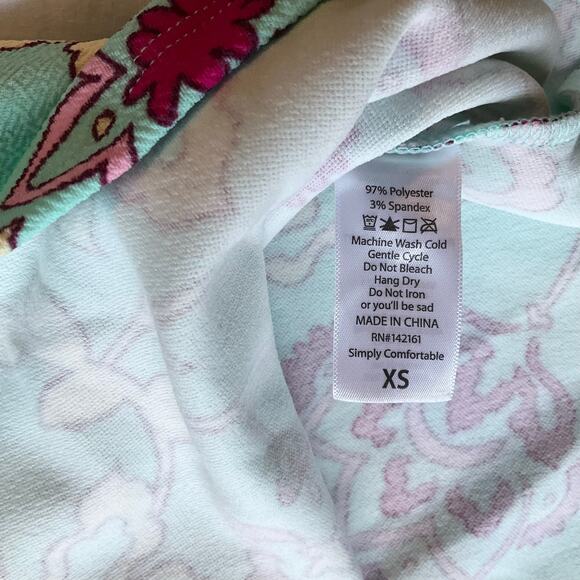 97% Polyester
3% Spandex
Machine Wash Cold
Gentle Cycle
Do Not Bleach
Hang Dry
Do Not Iron
or you'll be sad
MADE IN CHINA
RN#142161
Simply Comfortable
XS